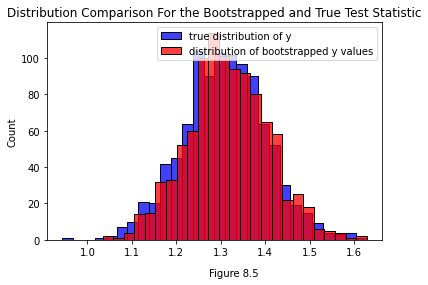 Distribution Comparison For the Bootstrapped and True Test Statistic
true distribution of y
distribution of bootstrapped y values
Count
100
80
60
40
20
0
1.0 1.1 1.2 1.3 1.4 1.5 1.6
Figure 8.5